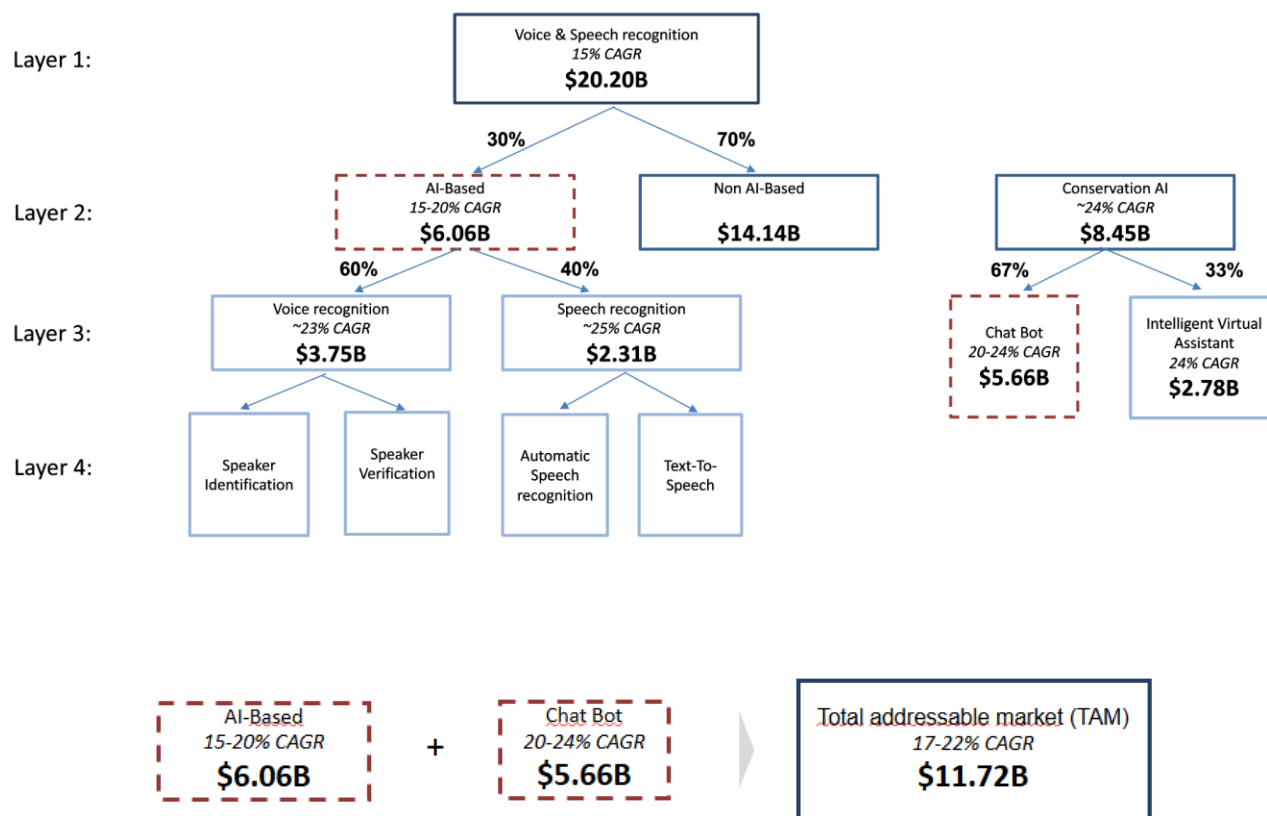 Layer 1:
Voice & Speech recognition
15% CAGR
$20.20B
30%
70%
Layer 2:
AI-Based
15-20% CAGR
$6.06B
Non AI-Based
$14.14B
Conservation AI
~24% CAGR
$8.45B
60%
40%
67%
33%
Layer 3:
Voice recognition
~23% CAGR
$3.75B
Speech recognition
~25% CAGR
$2.31B
Chat Bot
20-24% CAGR
$5.66B
Intelligent Virtual
Assistant
24% CAGR
$2.78B
Layer 4:
Speaker
Identification
Speaker
Verification
Automatic
Speech
recognition
Text-To-
Speech
AI-Based
15-20% CAGR
$6.06B
+
Chat Bot
20-24% CAGR
$5.66B
Total addressable market (TAM)
17-22% CAGR
$11.72B